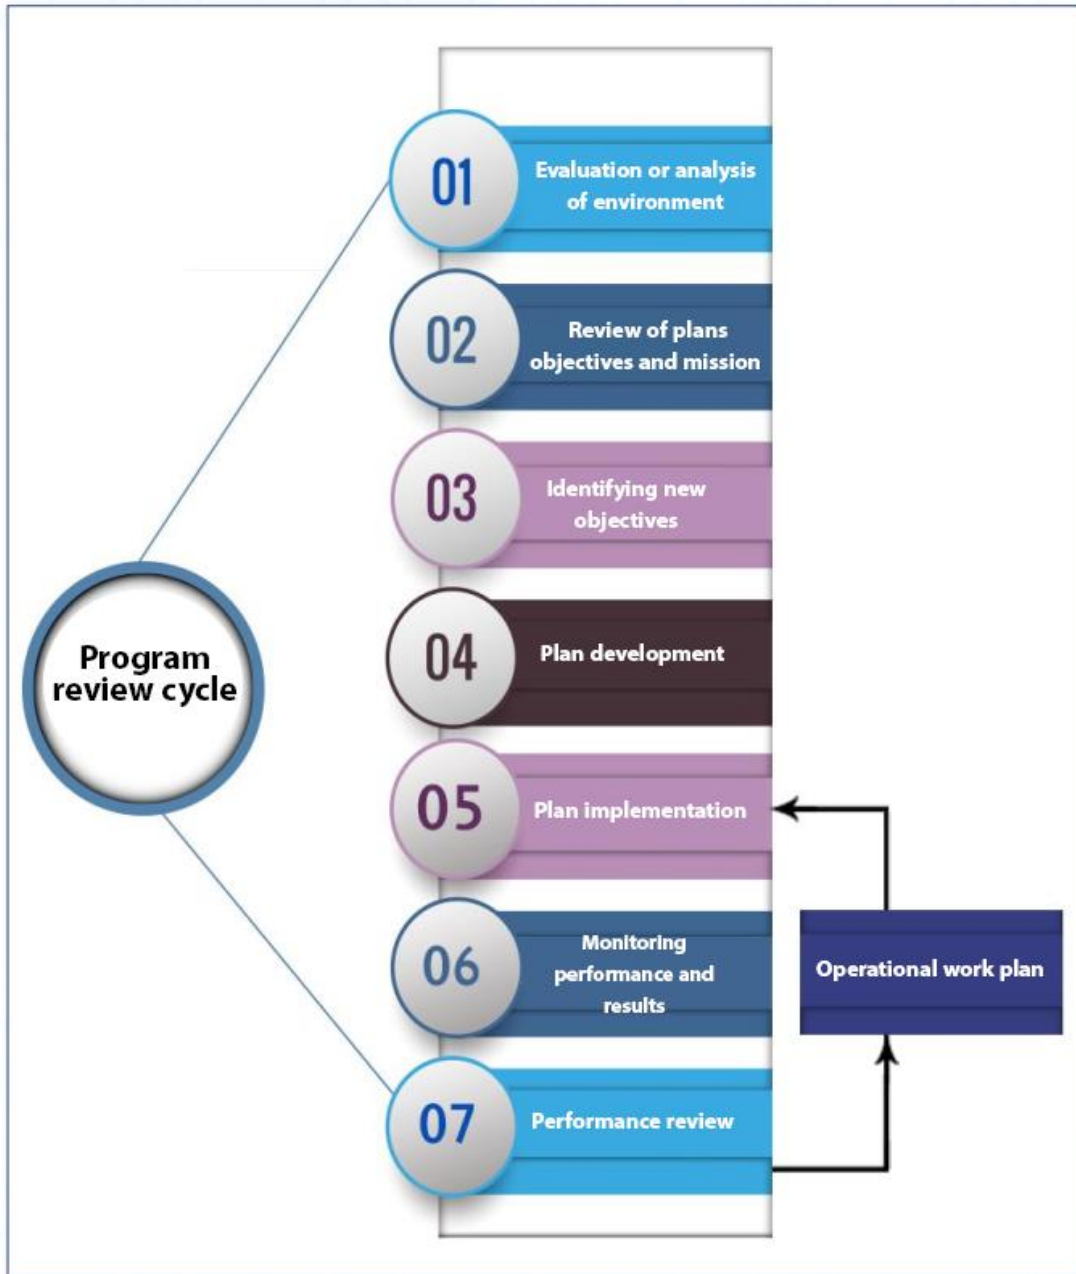 01
Evaluation or analysis
of environment
02
Review of plans
objectives and mission
03
Identifying new
objectives
Program
review cycle
04
Plan development
05
Plan implementation
06
Monitoring
performance and
results
Operational work plan
07
Performance review